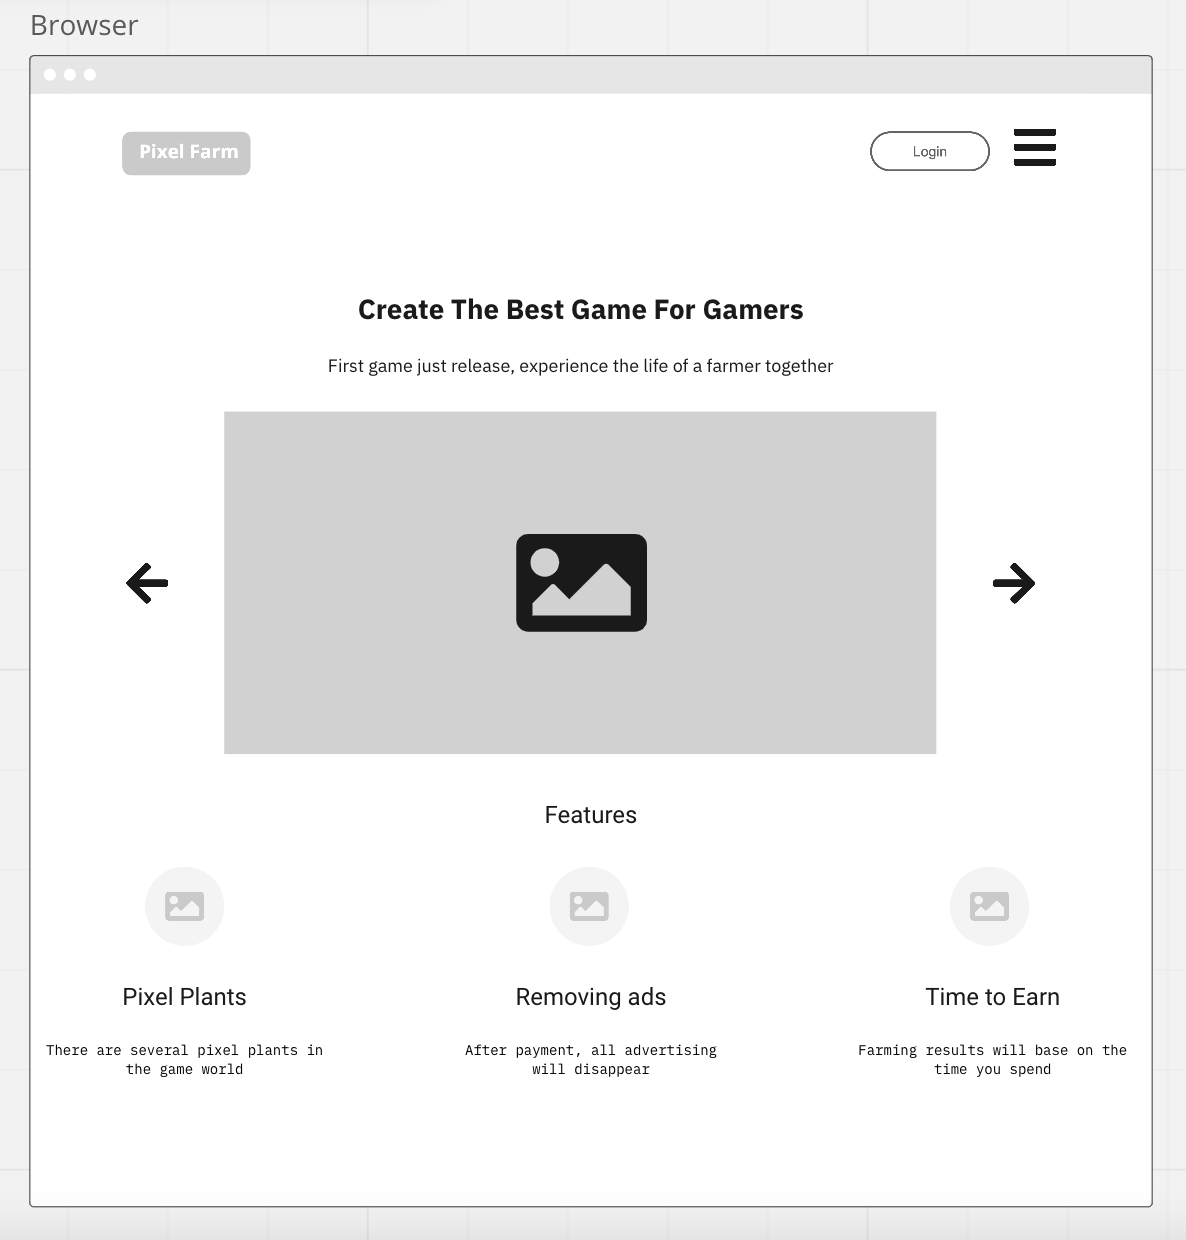 Browser
Pixel Farm
Login
Create The Best Game For Gamers
First game just release, experience the life of a farmer together
Features
Pixel Plants
Removing ads
Time to Earn
There are several pixel plants in
the game world
After payment, all advertising
will disappear
Farming results will base on the
time you spend